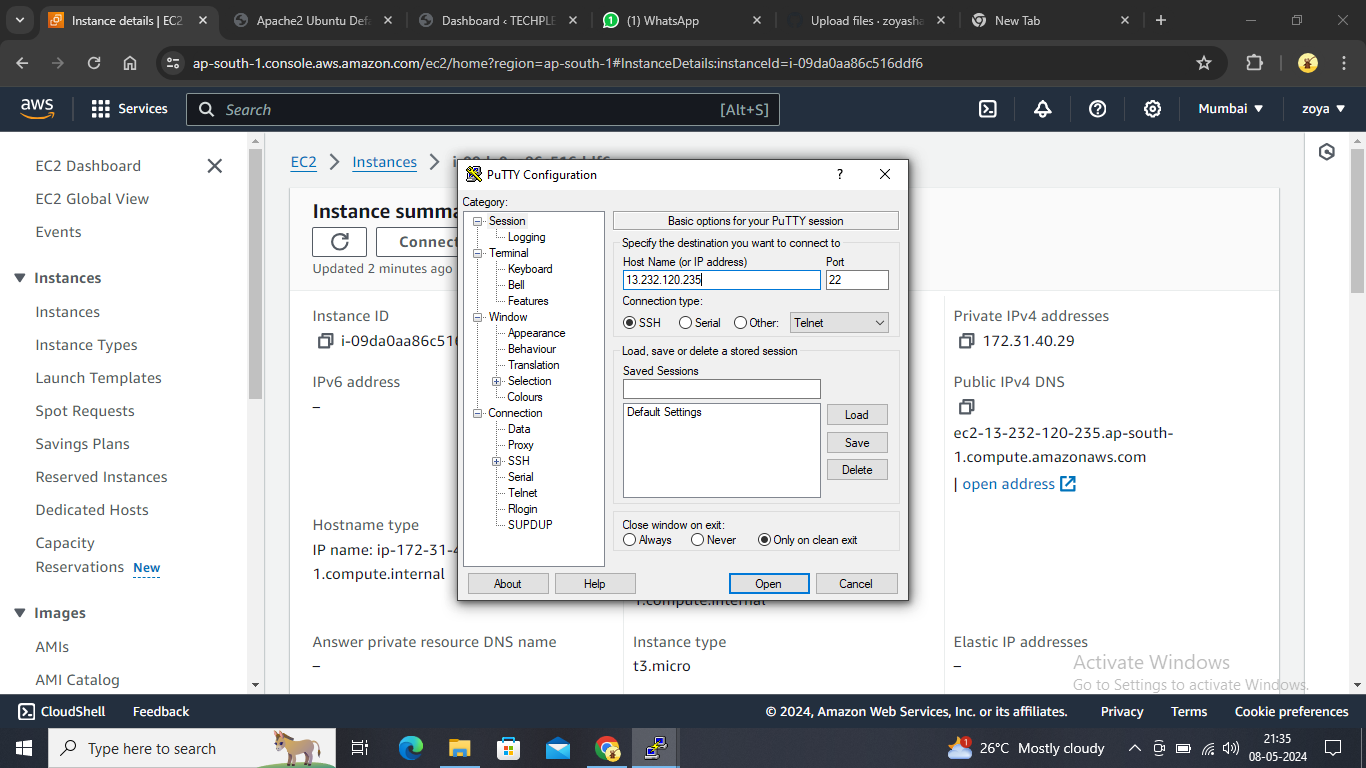 Instance details | EC2
Apache2 Ubuntu Def
Dashboard ‹ TECHPLE
(1) WhatsApp
Upload files · zoyasha
New Tab
ap-south-1.console.aws.amazon.com/ec2/home?region=ap-south-1#InstanceDetails:instanceId=i-09da0aa86c516ddf6
aws
Services
Search
[Alt+S]
Mumbai
zoya
EC2 Dashboard
EC2 Global View
Events
Instances
Instances
Instance Types
Launch Templates
Spot Requests
Savings Plans
Reserved Instances
Dedicated Hosts
Capacity
Reservations New
Images
AMIs
AMI Catalog
EC2 > Instances >
Instance summa
Connect
Updated 2 minutes ago
Instance ID
i-09da0aa86c516
IPv6 address
–
Hostname type
IP name: ip-172-31-4
1.compute.internal
Answer private resource DNS name
–
1.compute.internal
Instance type
t3.micro
Private IPv4 addresses
172.31.40.29
Public IPv4 DNS
ec2-13-232-120-235.ap-south-
1.compute.amazonaws.com
| open address
Elastic IP addresses
–
PuTTY Configuration
?
Category:
Session
Logging
Terminal
Keyboard
Bell
Features
Window
Appearance
Behaviour
Translation
Selection
Colours
Connection
Data
Proxy
SSH
Serial
Telnet
Rlogin
SUPDUP
Basic options for your PuTTY session
Specify the destination you want to connect to
Host Name (or IP address)
Port
13.232.120.235
22
Connection type:
SSH
Serial
Other:
Telnet
Load, save or delete a stored session
Saved Sessions
Default Settings
Load
Save
Delete
Close window on exit:
Always
Never
Only on clean exit
About
Help
Open
Cancel
Activate Windows
Go to Settings to activate Windows.
CloudShell
Feedback
© 2024, Amazon Web Services, Inc. or its affiliates.
Privacy
Terms
Cookie preferences
Type here to search
1
26°C Mostly cloudy
21:35
08-05-2024